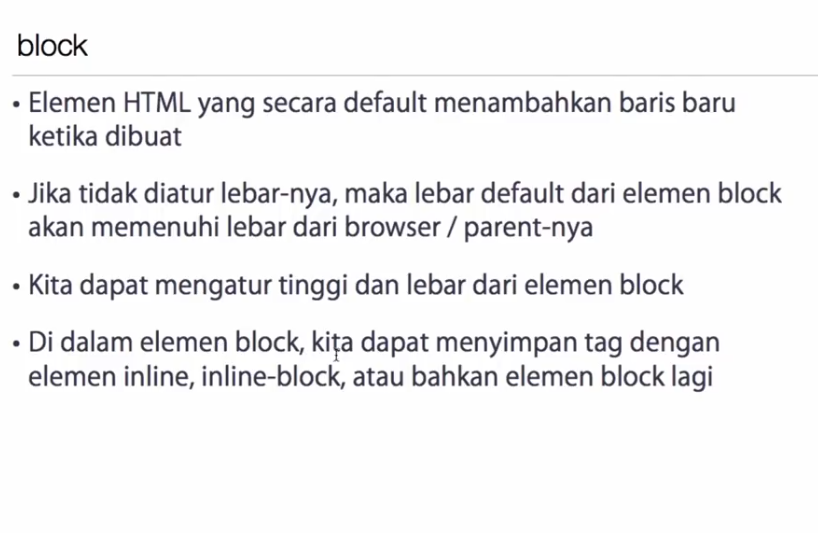 block
• Elemen HTML yang secara default menambahkan baris baru
ketika dibuat
• Jika tidak diatur lebar-nya, maka lebar default dari elemen block
akan memenuhi lebar dari browser / parent-nya
• Kita dapat mengatur tinggi dan lebar dari elemen block
• Di dalam elemen block, kita dapat menyimpan tag dengan
elemen inline, inline-block, atau bahkan elemen block lagi